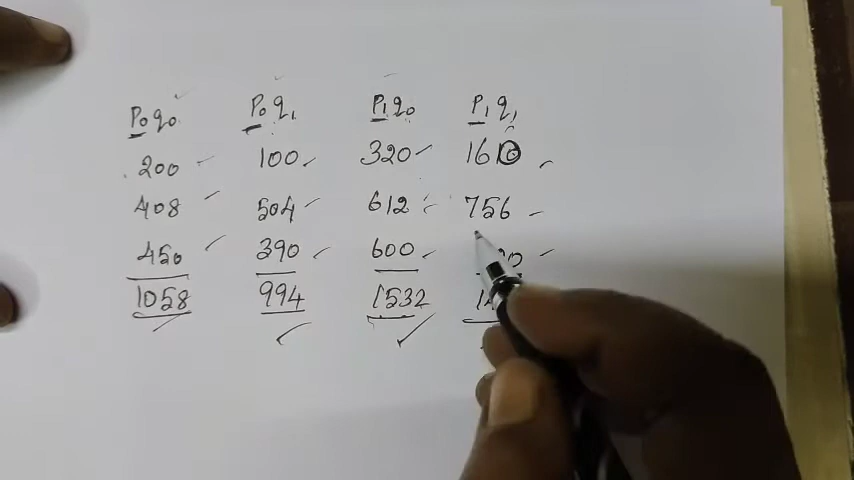 P₀q₀ P₀q₁ P₁q₀ P₁q₁
200 100 320 160
408 504 612 756
450 390 600
1058 994 1532